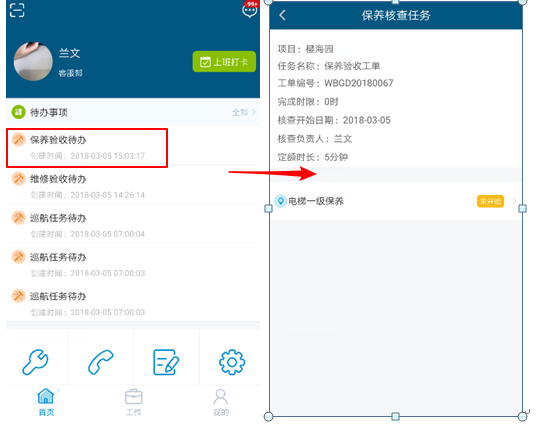 99+
兰文
客服部
上班打卡
待办事项
全部
保养验收待办
创建时间：2018-03-05 15:03:17
维修验收待办
创建时间：2018-03-05 14:26:14
巡航任务待办
创建时间：2018-03-05 07:00:04
巡航任务待办
创建时间：2018-03-05 07:00:03
巡航任务待办
创建时间：2018-03-05 07:00:03
首页
工作
我的
保养核查任务
项目：樱海园
任务名称：保养验收工单
工单编号：WBGD20180067
完成时限：0时
核查开始日期：2018-03-05
核查负责人：兰文
定额时长：5分钟
电梯一级保养
未开始